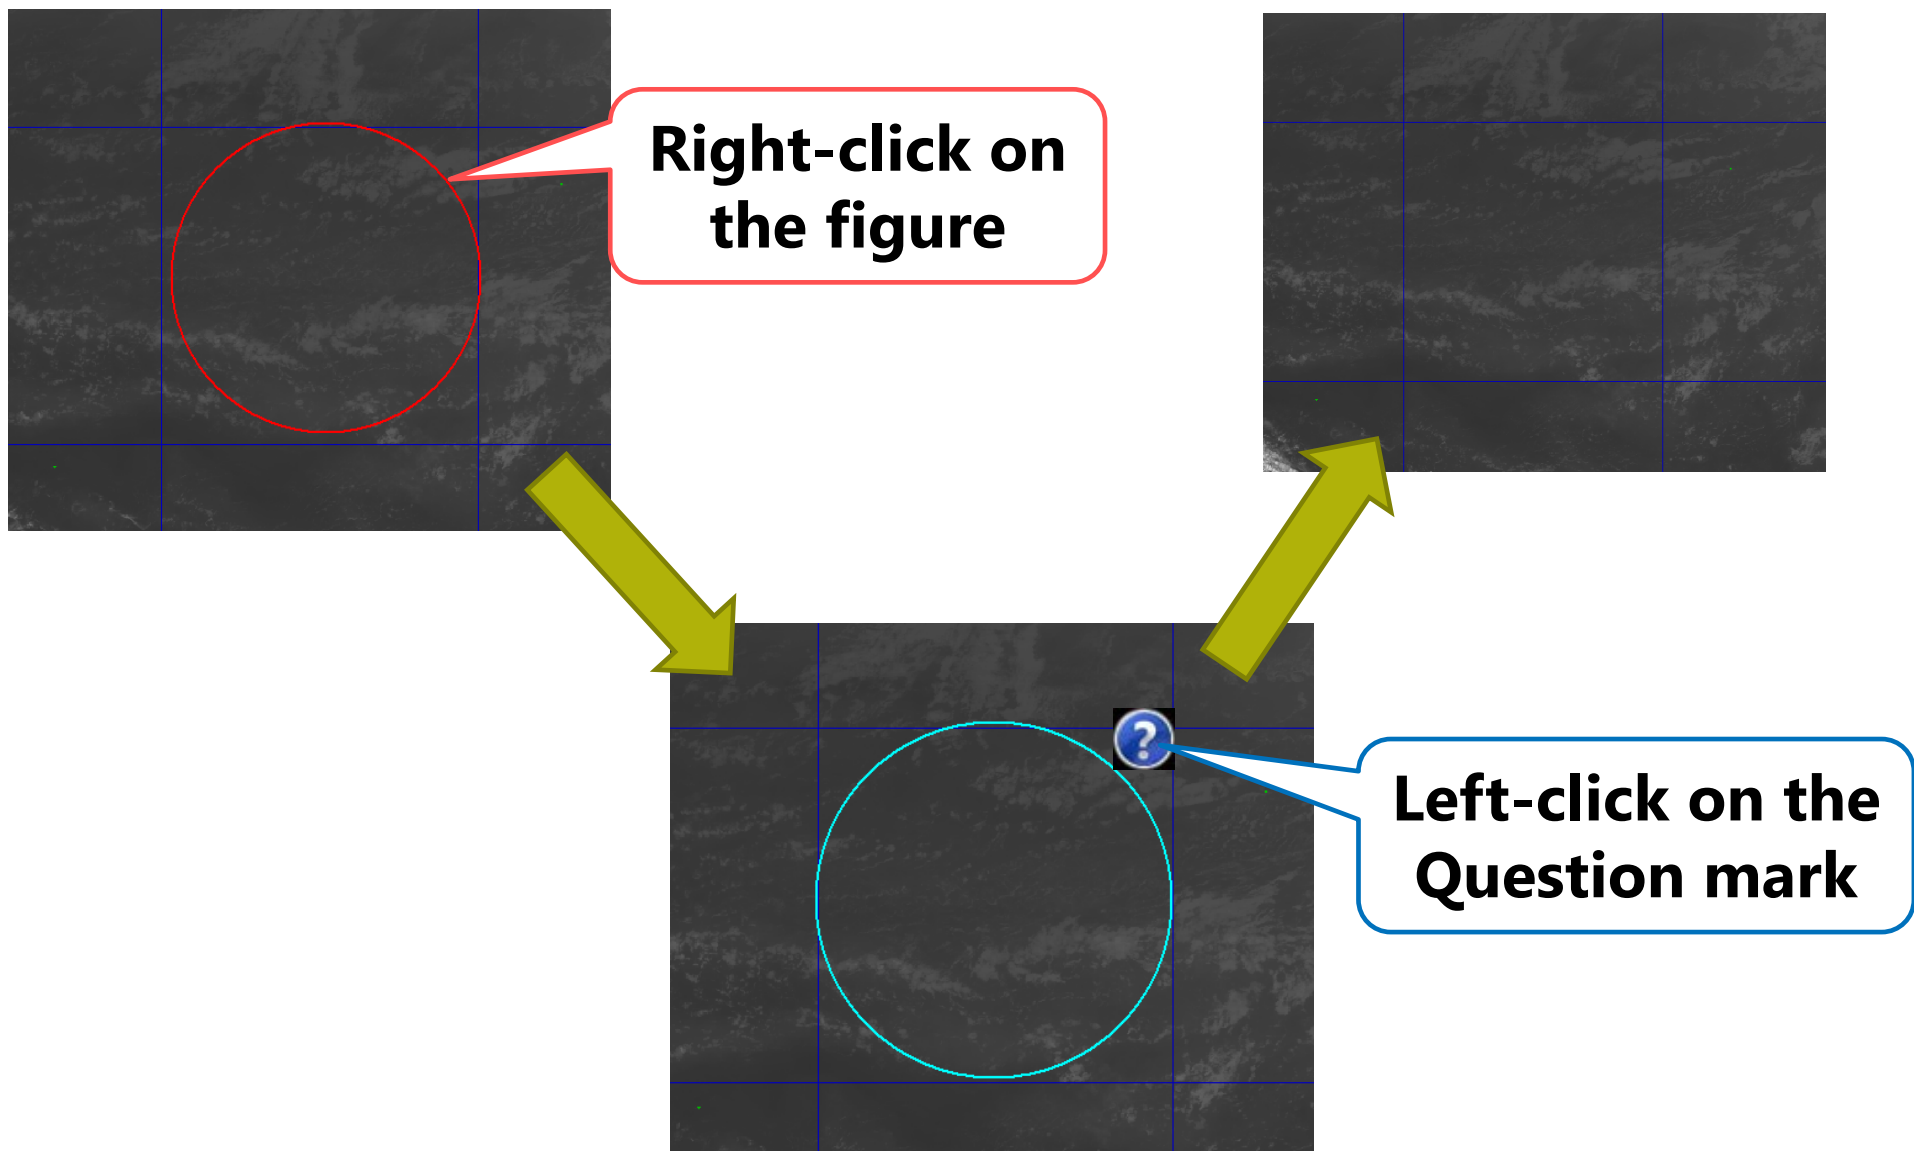 Right-click on
the figure
?
Left-click on the
Question mark